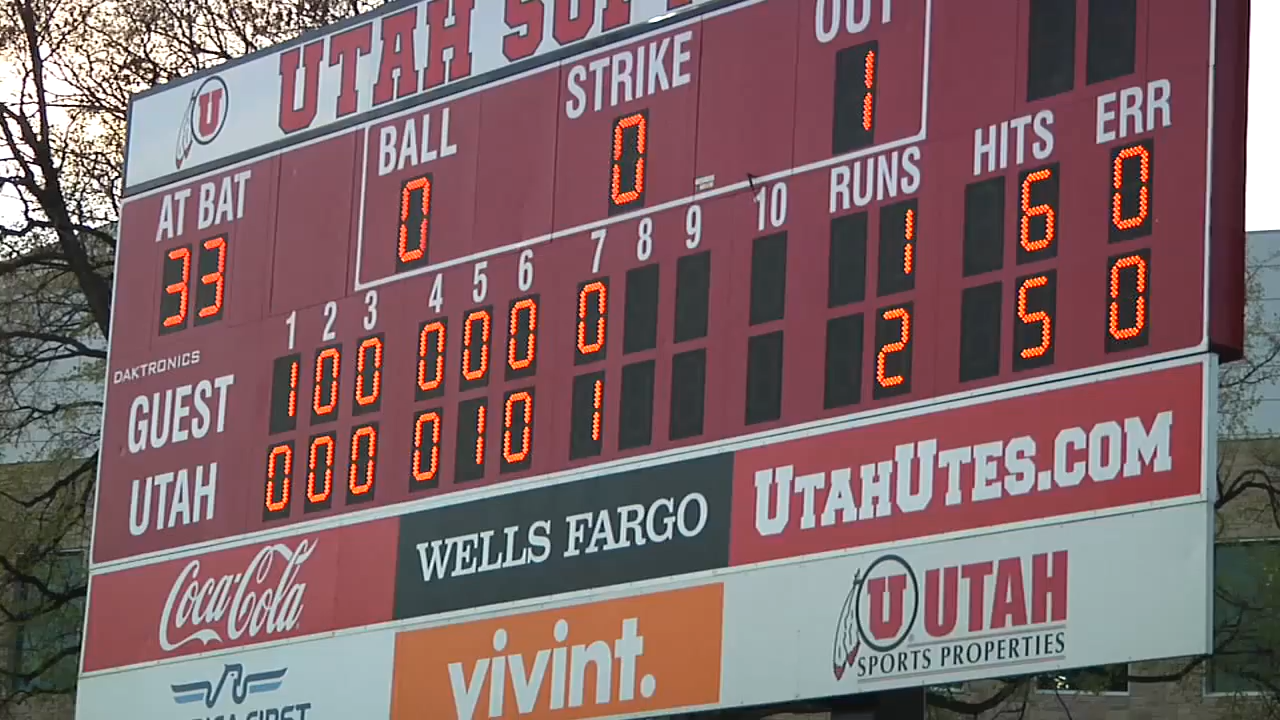 U UTAH
BALL STRIKE OUT
AT BAT 33 0 0 1
1 2 3 4 5 6 7 8 9 10 RUNS HITS ERR
DAKTRONICS
GUEST 1 0 0 0 0 0 0 1 6 0
UTAH 0 0 0 0 1 0 1 2 5 0
Coca-Cola WELLS FARGO UTAHUTES.COM
FIRST vivint. U UTAH
SPORTS PROPERTIES